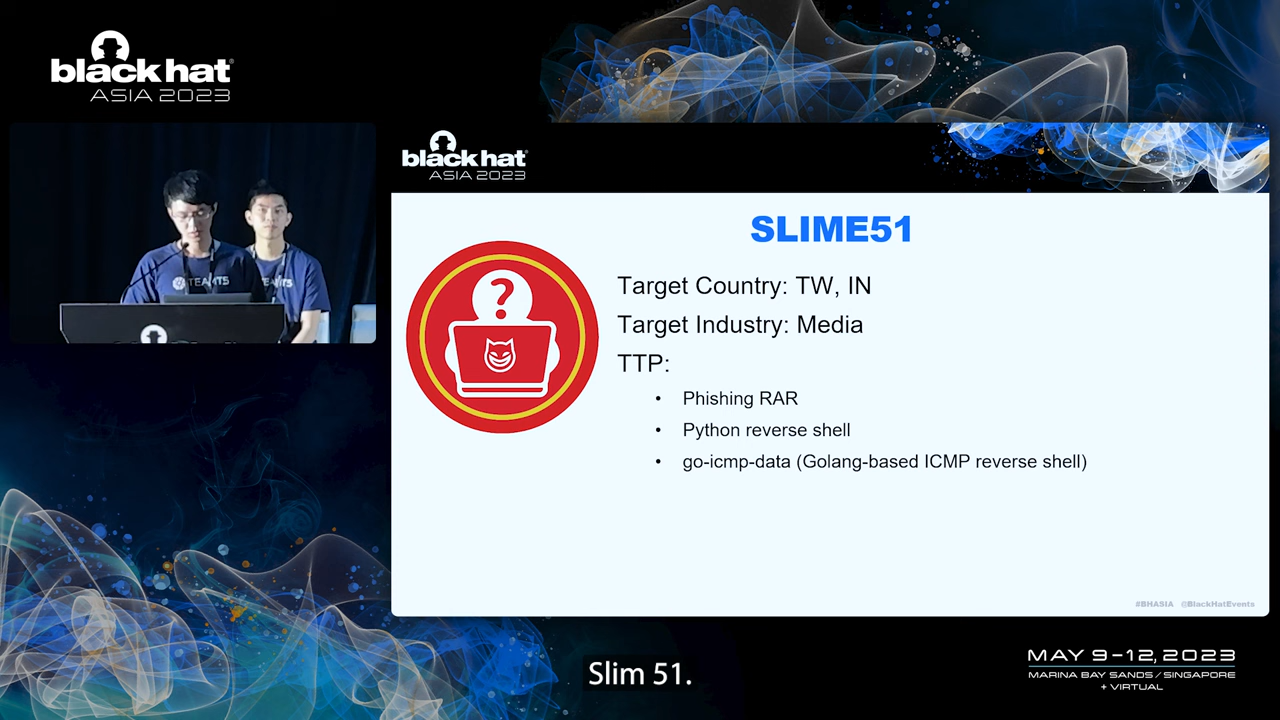 black hat
ASIA 2023
black hat
ASIA 2023
TEAMT5
TEAMT5
SLIME51
Target Country: TW, IN
Target Industry: Media
TTP:
• Phishing RAR
• Python reverse shell
• go-icmp-data (Golang-based ICMP reverse shell)
#BHASIA @BlackHatEvents
Slim 51.
MAY 9-12, 2023
MARINA BAY SANDS / SINGAPORE
+ VIRTUAL